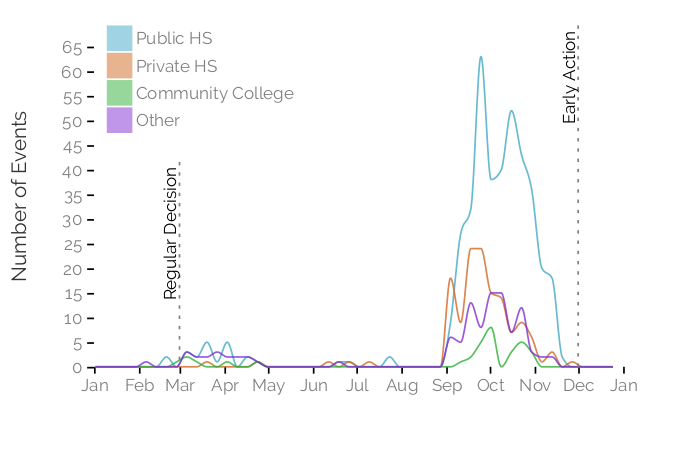 Public HS
Private HS
Community College
Other
Number of Events
65
60
55
50
45
40
35
30
25
20
15
10
5
0
Regular Decision
Early Action
Jan Feb Mar Apr May Jun Jul Aug Sep Oct Nov Dec Jan